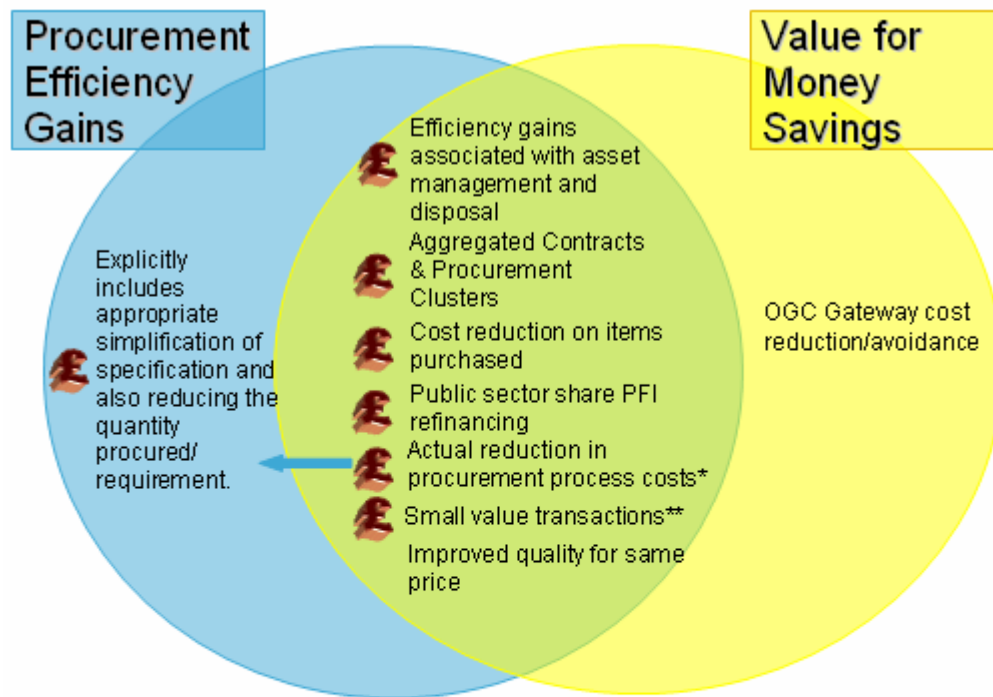 Procurement
Efficiency
Gains
Value for
Money
Savings
Explicitly
includes
appropriate
simplification of
specification and
also reducing the
quantity
procured/
requirement.
£
£
Efficiency gains
associated with asset
management and
disposal
£
Aggregated Contracts
& Procurement
Clusters
£
Cost reduction on items
purchased
£
Public sector share PFI
refinancing
£
Actual reduction in
procurement process costs*
£
Small value transactions**
Improved quality for same
price
OGC Gateway cost
reduction/avoidance